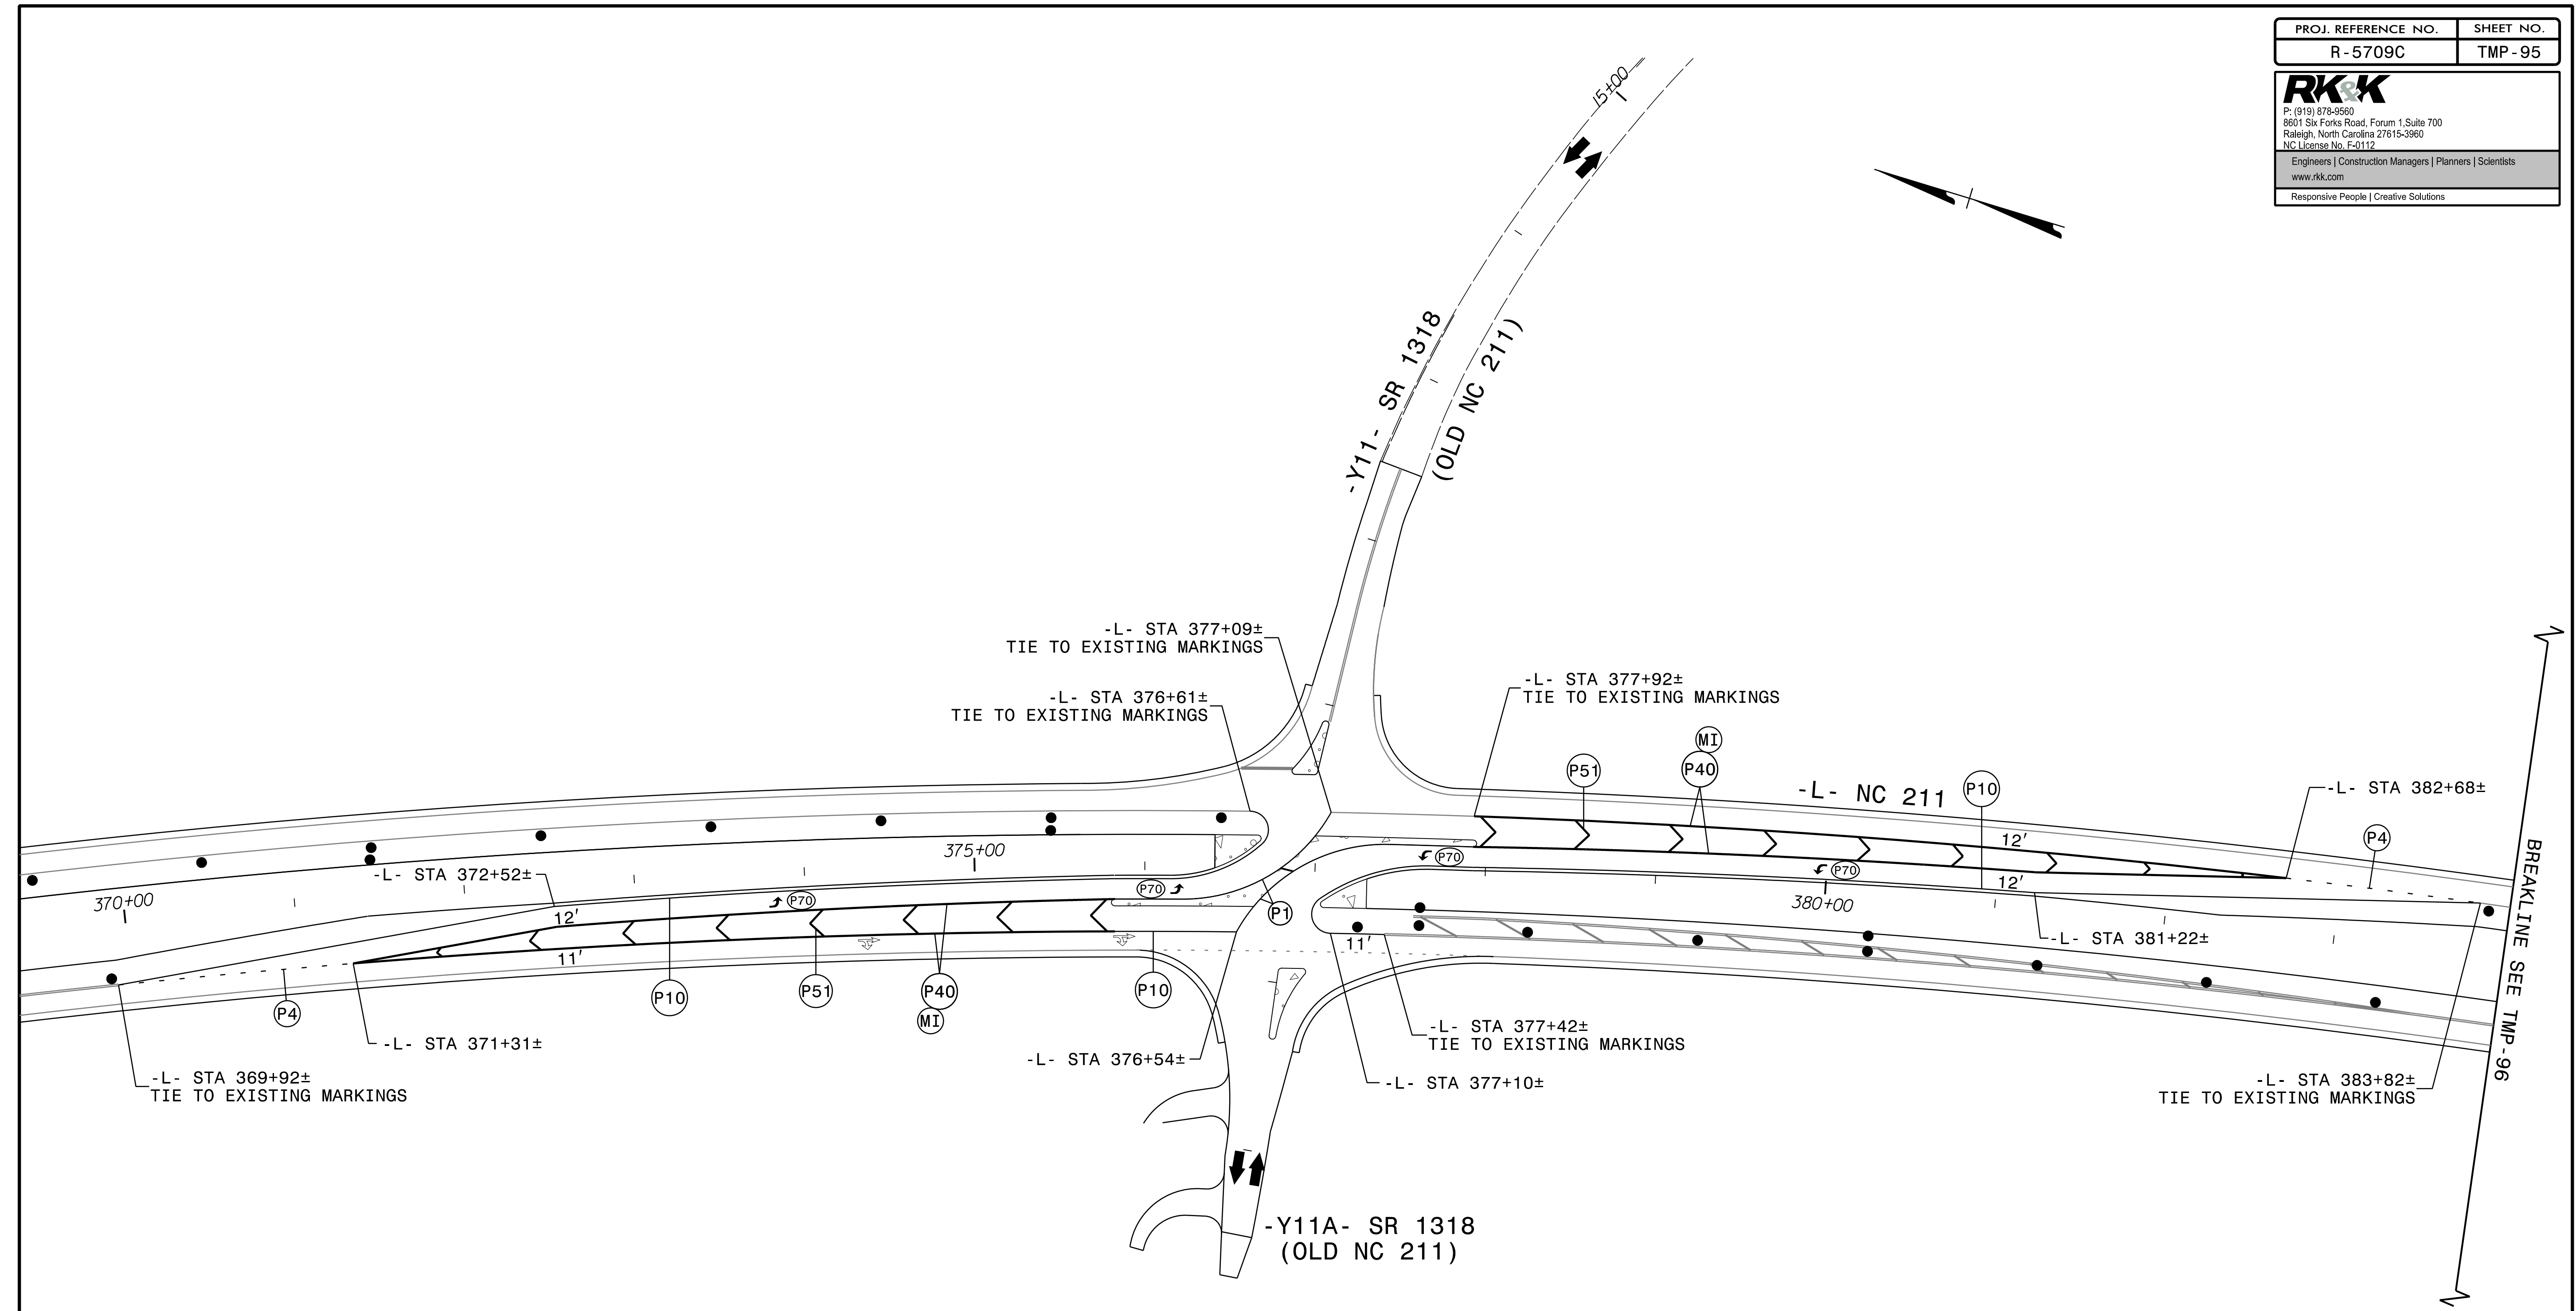 PROJ. REFERENCE NO.
SHEET NO.
R-5709C
TMP-95
RK&K
P: (919) 878-9560
8601 Six Forks Road, Forum 1,Suite 700
Raleigh, North Carolina 27615-3960
NC License No. F-0112
Engineers | Construction Managers | Planners | Scientists
www.rkk.com
Responsive People | Creative Solutions
15+00
-Y11- SR 1318
(OLD NC 211)
-L- STA 377+09±
TIE TO EXISTING MARKINGS
-L- STA 376+61±
TIE TO EXISTING MARKINGS
-L- STA 377+92±
TIE TO EXISTING MARKINGS
MI
P51
P40
-L- NC 211
P10
-L- STA 382+68±
P4
12'
375+00
-L- STA 372+52±
P70
P70
12'
P70
P70
370+00
12'
P1
380+00
11'
11'
-L- STA 381+22±
P10
P51
P40
MI
P10
P4
-L- STA 371+31±
-L- STA 369+92±
TIE TO EXISTING MARKINGS
-L- STA 376+54±
-L- STA 377+42±
TIE TO EXISTING MARKINGS
-L- STA 377+10±
-L- STA 383+82±
TIE TO EXISTING MARKINGS
BREAKLINE SEE TMP-96
-Y11A- SR 1318
(OLD NC 211)